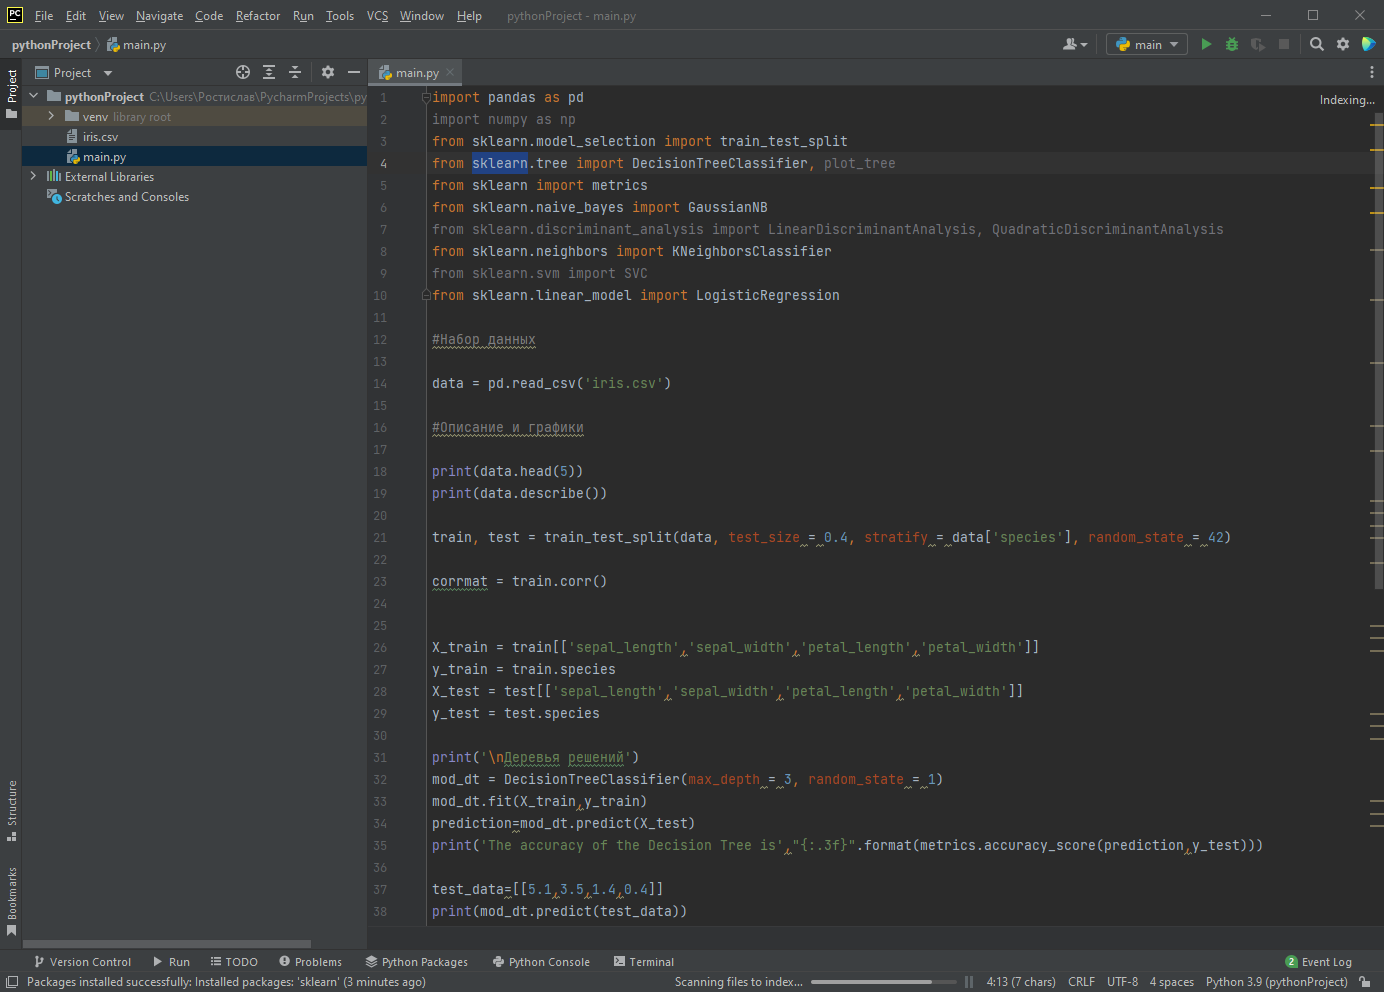 PC File Edit View Navigate Code Refactor Run Tools VCS Window Help pythonProject - main.py
pythonProject main.py main
Project main.py
pythonProject C:\Users\Ростислав\PycharmProjects\py
venv library root
iris.csv
main.py
External Libraries
Scratches and Consoles
Project
Structure
Bookmarks
Indexing...
1 import pandas as pd
2 import numpy as np
3 from sklearn.model_selection import train_test_split
4 from sklearn.tree import DecisionTreeClassifier, plot_tree
5 from sklearn import metrics
6 from sklearn.naive_bayes import GaussianNB
7 from sklearn.discriminant_analysis import LinearDiscriminantAnalysis, QuadraticDiscriminantAnalysis
8 from sklearn.neighbors import KNeighborsClassifier
9 from sklearn.svm import SVC
10 from sklearn.linear_model import LogisticRegression
11
12 #Набор данных
13
14 data = pd.read_csv('iris.csv')
15
16 #Описание и графики
17
18 print(data.head(5))
19 print(data.describe())
20
21 train, test = train_test_split(data, test_size = 0.4, stratify = data['species'], random_state = 42)
22
23 corrmat = train.corr()
24
25
26 X_train = train[['sepal_length','sepal_width','petal_length','petal_width']]
27 y_train = train.species
28 X_test = test[['sepal_length','sepal_width','petal_length','petal_width']]
29 y_test = test.species
30
31 print('\nДеревья решений')
32 mod_dt = DecisionTreeClassifier(max_depth = 3, random_state = 1)
33 mod_dt.fit(X_train,y_train)
34 prediction=mod_dt.predict(X_test)
35 print('The accuracy of the Decision Tree is',"{:.3f}".format(metrics.accuracy_score(prediction,y_test)))
36
37 test_data=[[5.1,3.5,1.4,0.4]]
38 print(mod_dt.predict(test_data))
Version Control Run TODO Problems Python Packages Python Console Terminal 2 Event Log
Packages installed successfully: Installed packages: 'sklearn' (3 minutes ago) Scanning files to index... 4:13 (7 chars) CRLF UTF-8 4 spaces Python 3.9 (pythonProject)